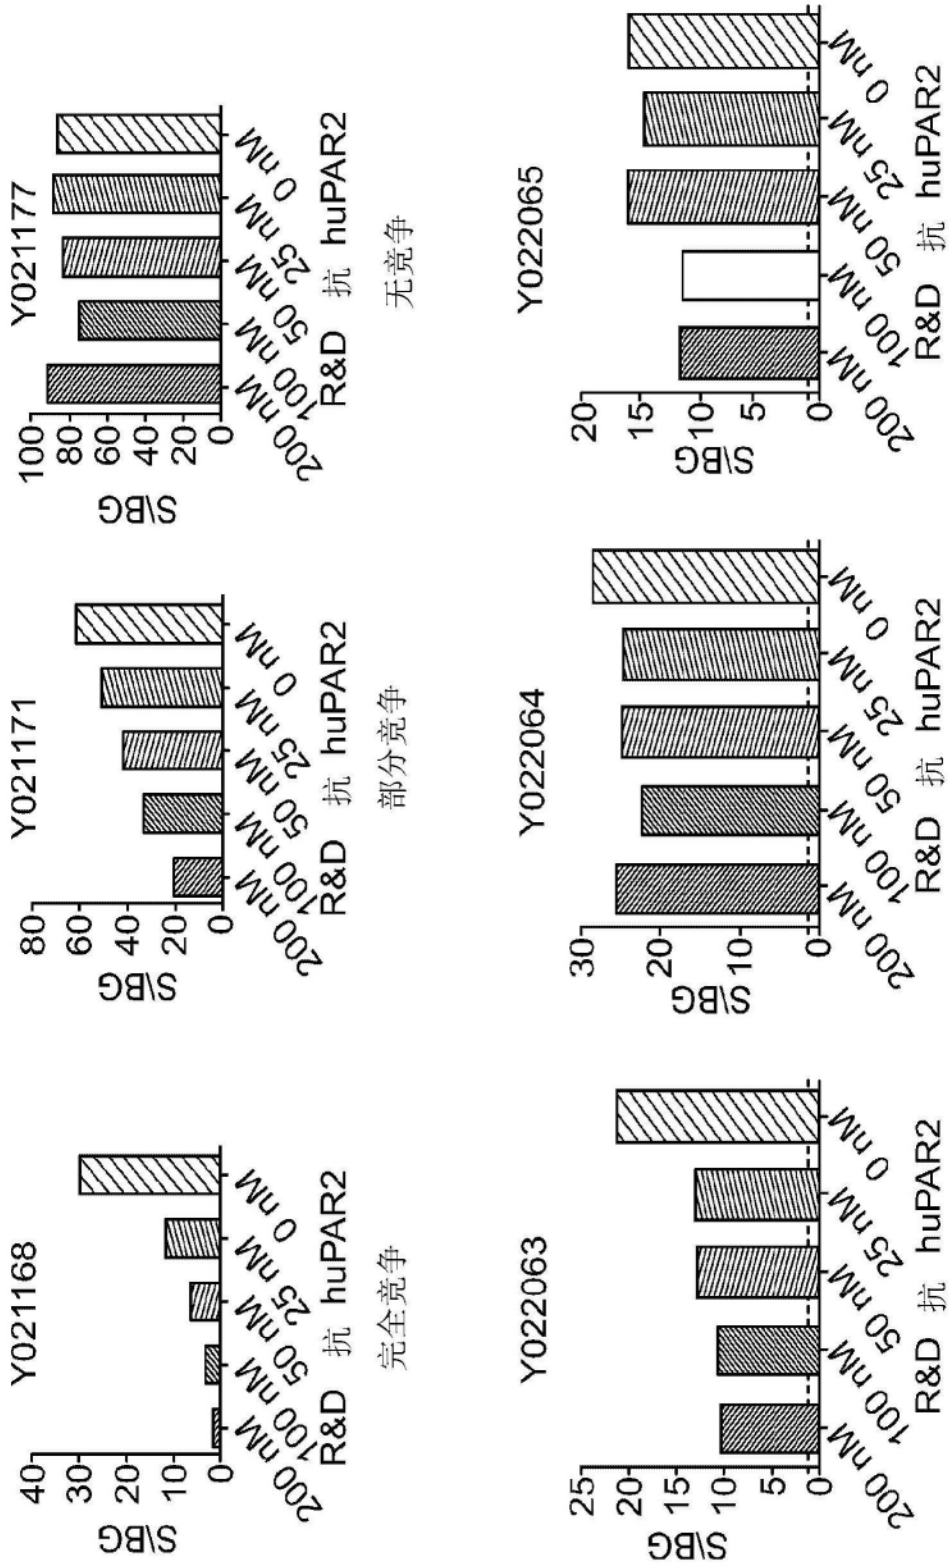 Y021168
S\BG
40
30
20
10
0
200 nM
100 nM
50 nM
25 nM
0 nM
R&D 抗 huPAR2
完全竞争
Y021171
S\BG
80
60
40
20
0
200 nM
100 nM
50 nM
25 nM
0 nM
R&D 抗 huPAR2
部分竞争
Y021177
S\BG
100
80
60
40
20
0
200 nM
100 nM
50 nM
25 nM
0 nM
R&D 抗 huPAR2
无竞争
Y022063
S\BG
25
20
15
10
5
0
200 nM
100 nM
50 nM
25 nM
0 nM
R&D 抗 huPAR2
Y022064
S\BG
30
20
10
0
200 nM
100 nM
50 nM
25 nM
0 nM
R&D 抗 huPAR2
Y022065
S\BG
20
15
10
5
0
200 nM
100 nM
50 nM
25 nM
0 nM
R&D 抗 huPAR2